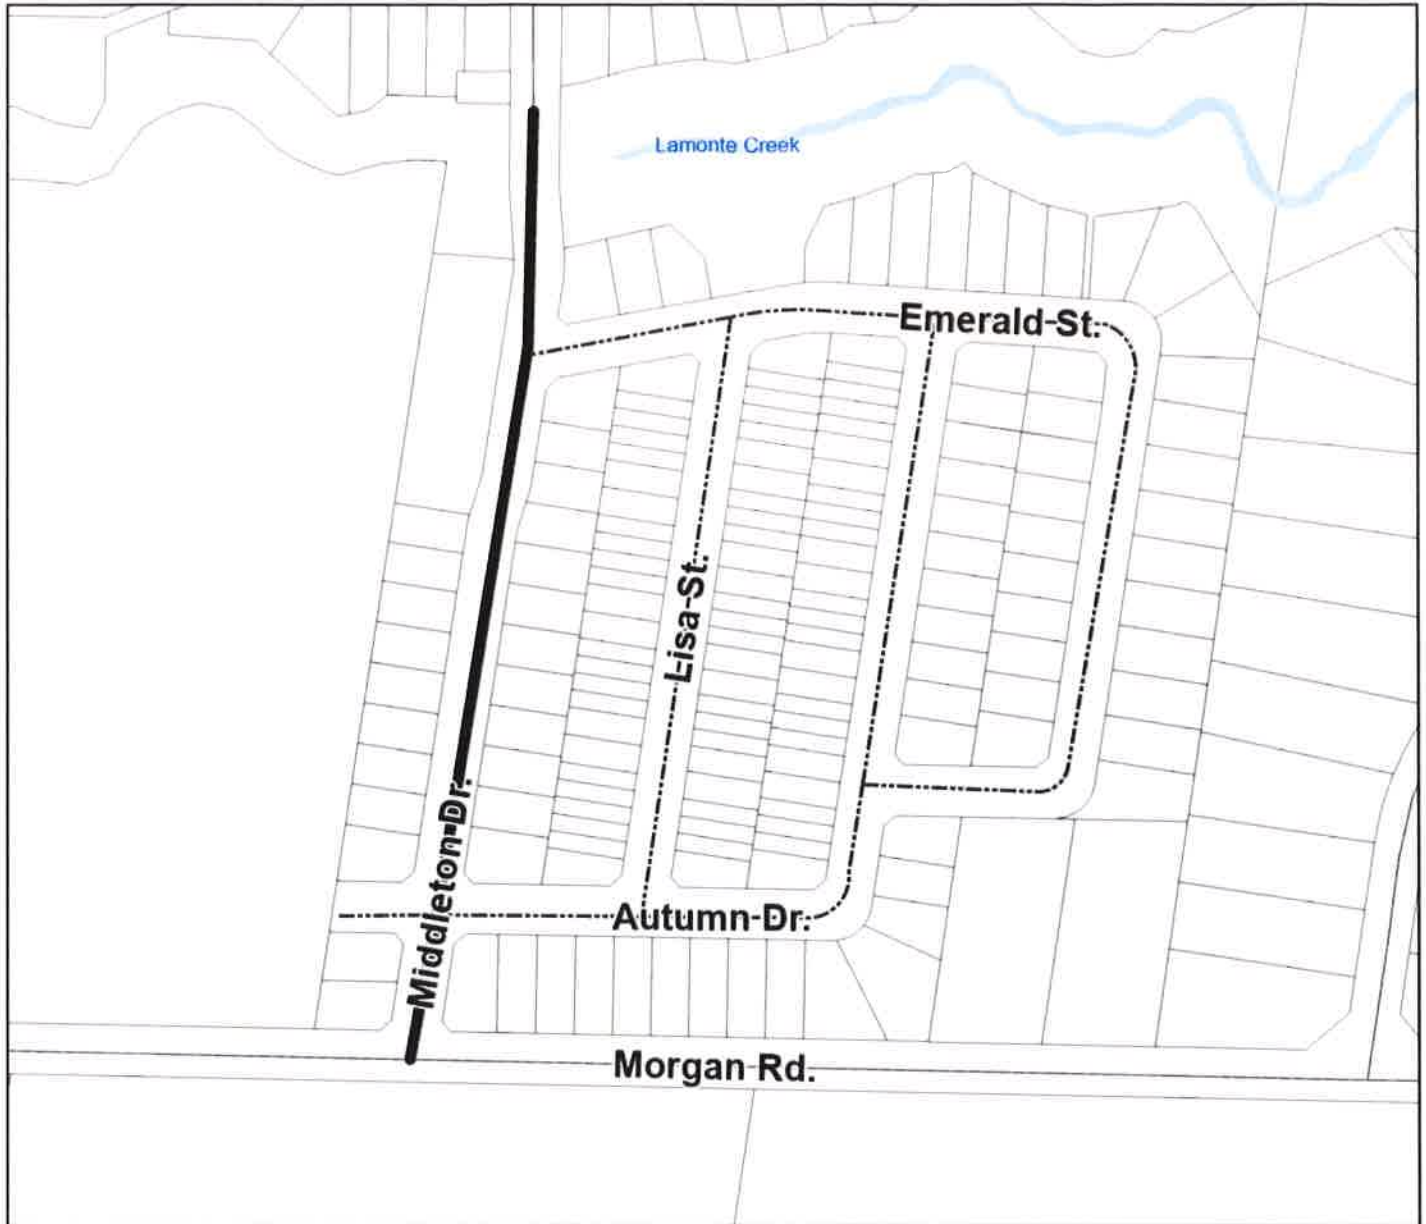 Lamonte Creek
Emerald St.
Lisa St.
Middleton Dr.
Autumn Dr.
Morgan Rd.